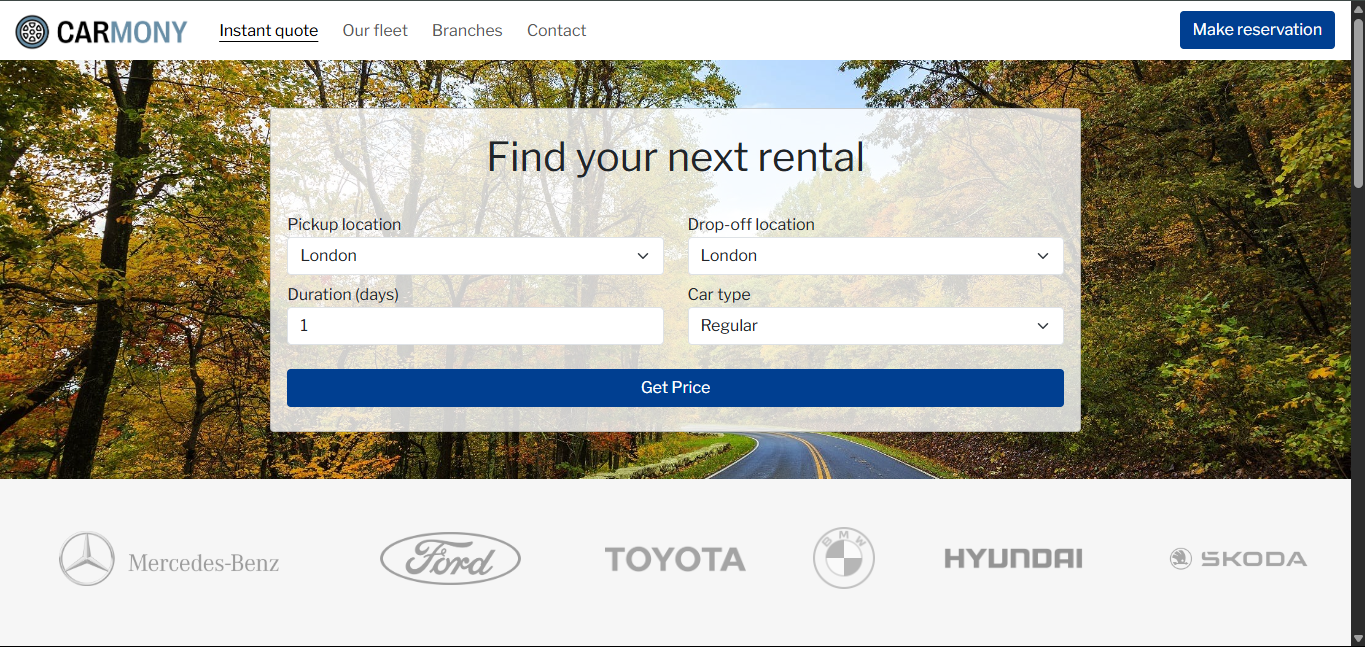 CARMONY Instant quote Our fleet Branches Contact Make reservation
Find your next rental
Pickup location Drop-off location
London London
Duration (days) Car type
1 Regular
Get Price
Mercedes-Benz Ford TOYOTA BMW HYUNDAI SKODA